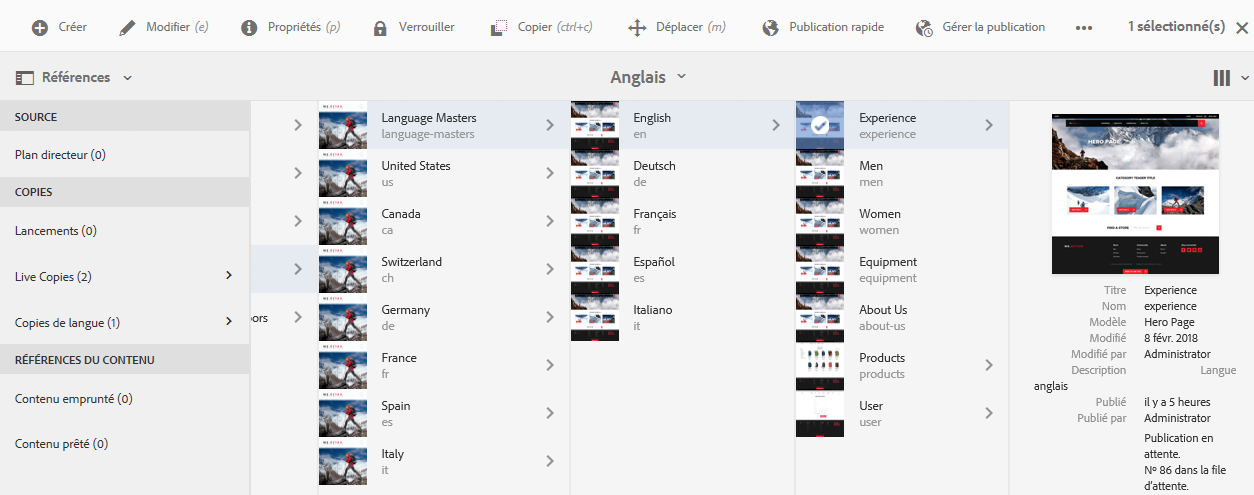 Créer Modifier (e) Propriétés (p) Verrouiller Copier (ctrl+c) Déplacer (m) Publication rapide Gérer la publication 1 sélectionné(s)
Références
Anglais
SOURCE
Plan directeur (0)
COPIES
Lancements (0)
Live Copies (2)
Copies de langue (1)
RÉFÉRENCES DU CONTENU
Contenu emprunté (0)
Contenu prêté (0)
ors
Language Masters
language-masters
United States
us
Canada
ca
Switzerland
ch
Germany
de
France
fr
Spain
es
Italy
it
English
en
Deutsch
de
Français
fr
Español
es
Italiano
it
Experience
experience
Men
men
Women
women
Equipment
equipment
About Us
about-us
Products
products
User
user
HERO PAGE
CATEGORY TEASER TITLE
FIND A STORE
Titre Experience
Nom experience
Modèle Hero Page
Modifié 8 févr. 2018
Modifié par Administrator
Description Langue
anglais
Publié il y a 5 heures
Publié par Administrator
Publication en
attente.
Nº 86 dans la file
d'attente.